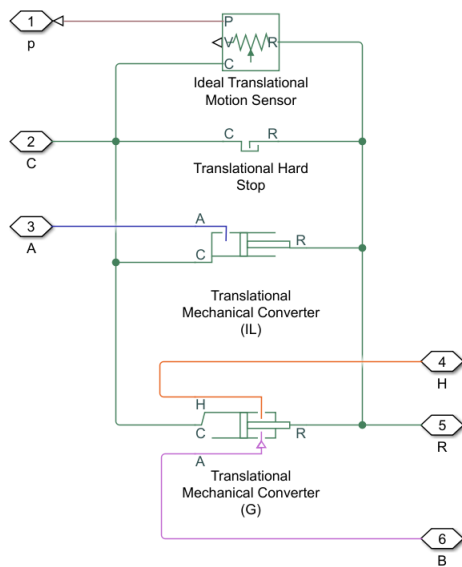 1
p
P
V
R
C
Ideal Translational
Motion Sensor
2
C
C
R
Translational Hard
Stop
3
A
A
C
R
Translational
Mechanical Converter
(IL)
4
H
H
C
R
A
5
R
Translational
Mechanical Converter
(G)
6
B